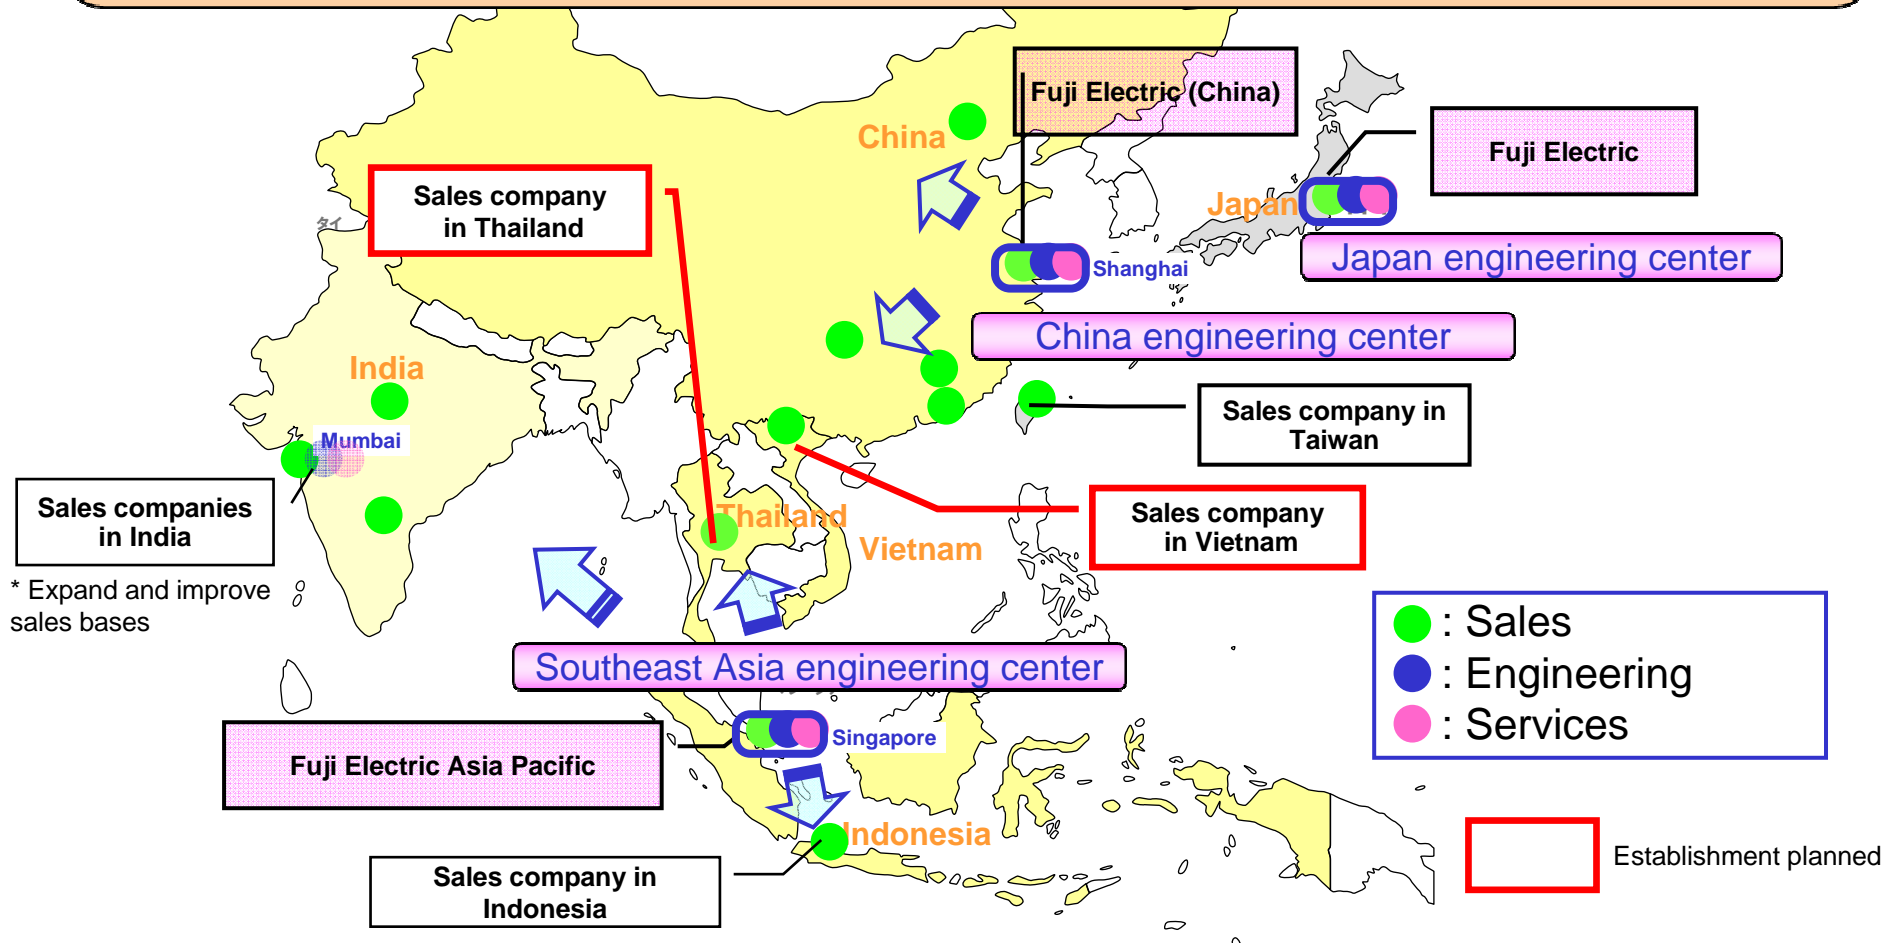 Fuji Electric (China)
China
Fuji Electric
Sales company
in Thailand
タイ
Japan
Japan engineering center
Shanghai
China engineering center
India
Sales company in
Taiwan
Mumbai
Sales companies
in India
* Expand and improve
sales bases
Thailand
Vietnam
Sales company
in Vietnam
: Sales
: Engineering
: Services
Southeast Asia engineering center
Singapore
Fuji Electric Asia Pacific
Indonesia
Sales company in
Indonesia
Establishment planned